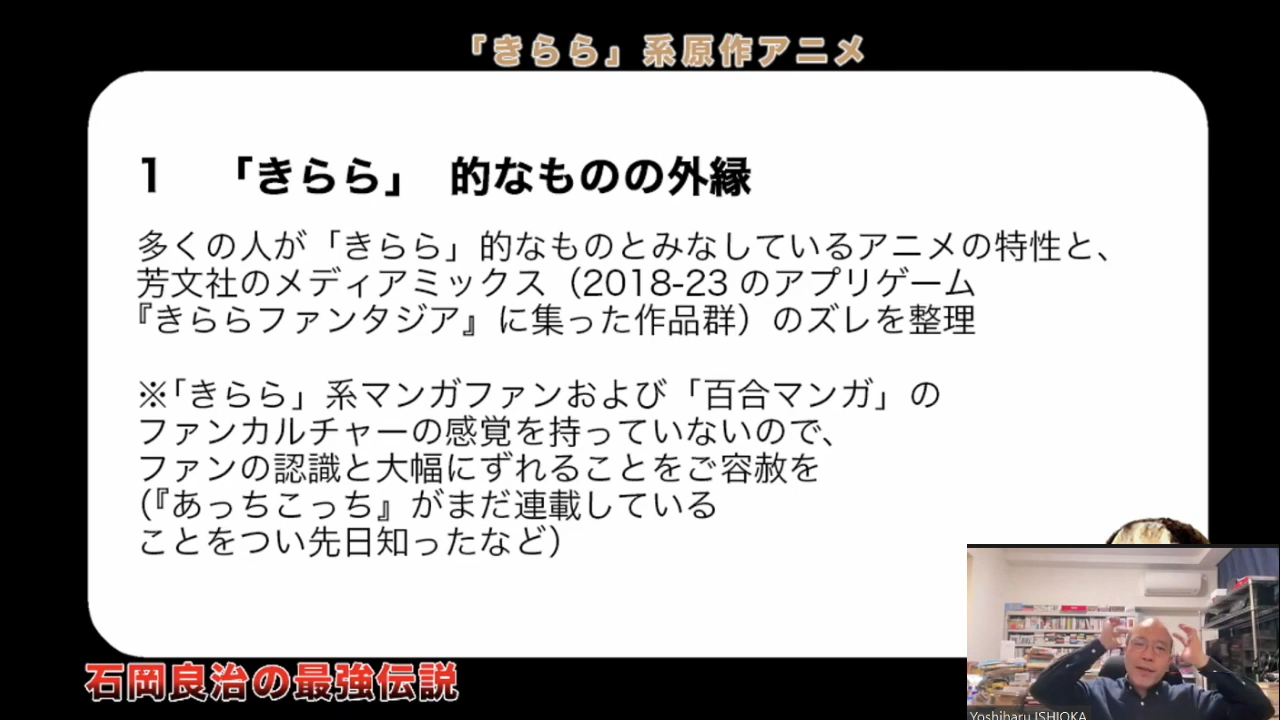 「きらら」系原作アニメ
1 「きらら」 的なものの外縁
多くの人が「きらら」的なものとみなしているアニメの特性と、
芳文社のメディアミックス（2018-23 のアプリゲーム
『きららファンタジア』に集った作品群）のズレを整理
※「きらら」系マンガファンおよび「百合マンガ」の
ファンカルチャーの感覚を持っていないので、
ファンの認識と大幅にずれることをご容赦を
（『あっちこっち』がまだ連載している
ことをつい先日知ったなど）
石岡良治の最強伝説
Yoshiharu ISHIOKA